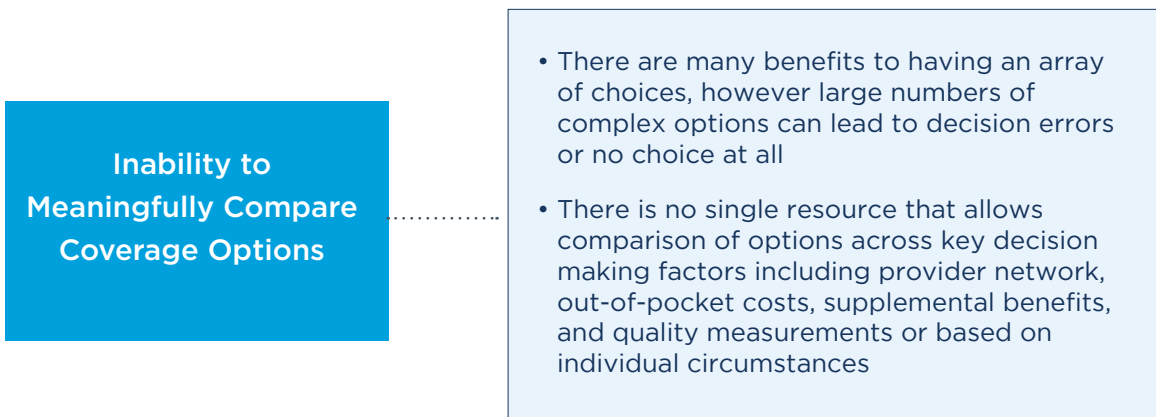 Inability to
Meaningfully Compare
Coverage Options
• There are many benefits to having an array
of choices, however large numbers of
complex options can lead to decision errors
or no choice at all
• There is no single resource that allows
comparison of options across key decision
making factors including provider network,
out-of-pocket costs, supplemental benefits,
and quality measurements or based on
individual circumstances